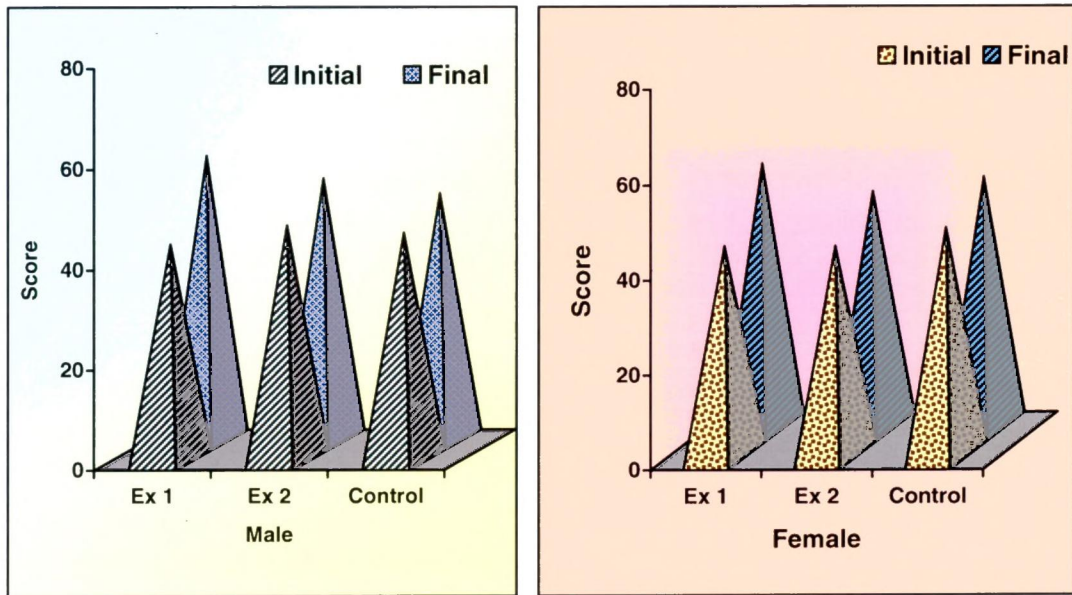 Initial Final
80
60
40
20
0
Score
Ex 1 Ex 2 Control
Male
Initial Final
80
60
40
20
0
Score
Ex 1 Ex 2 Control
Female